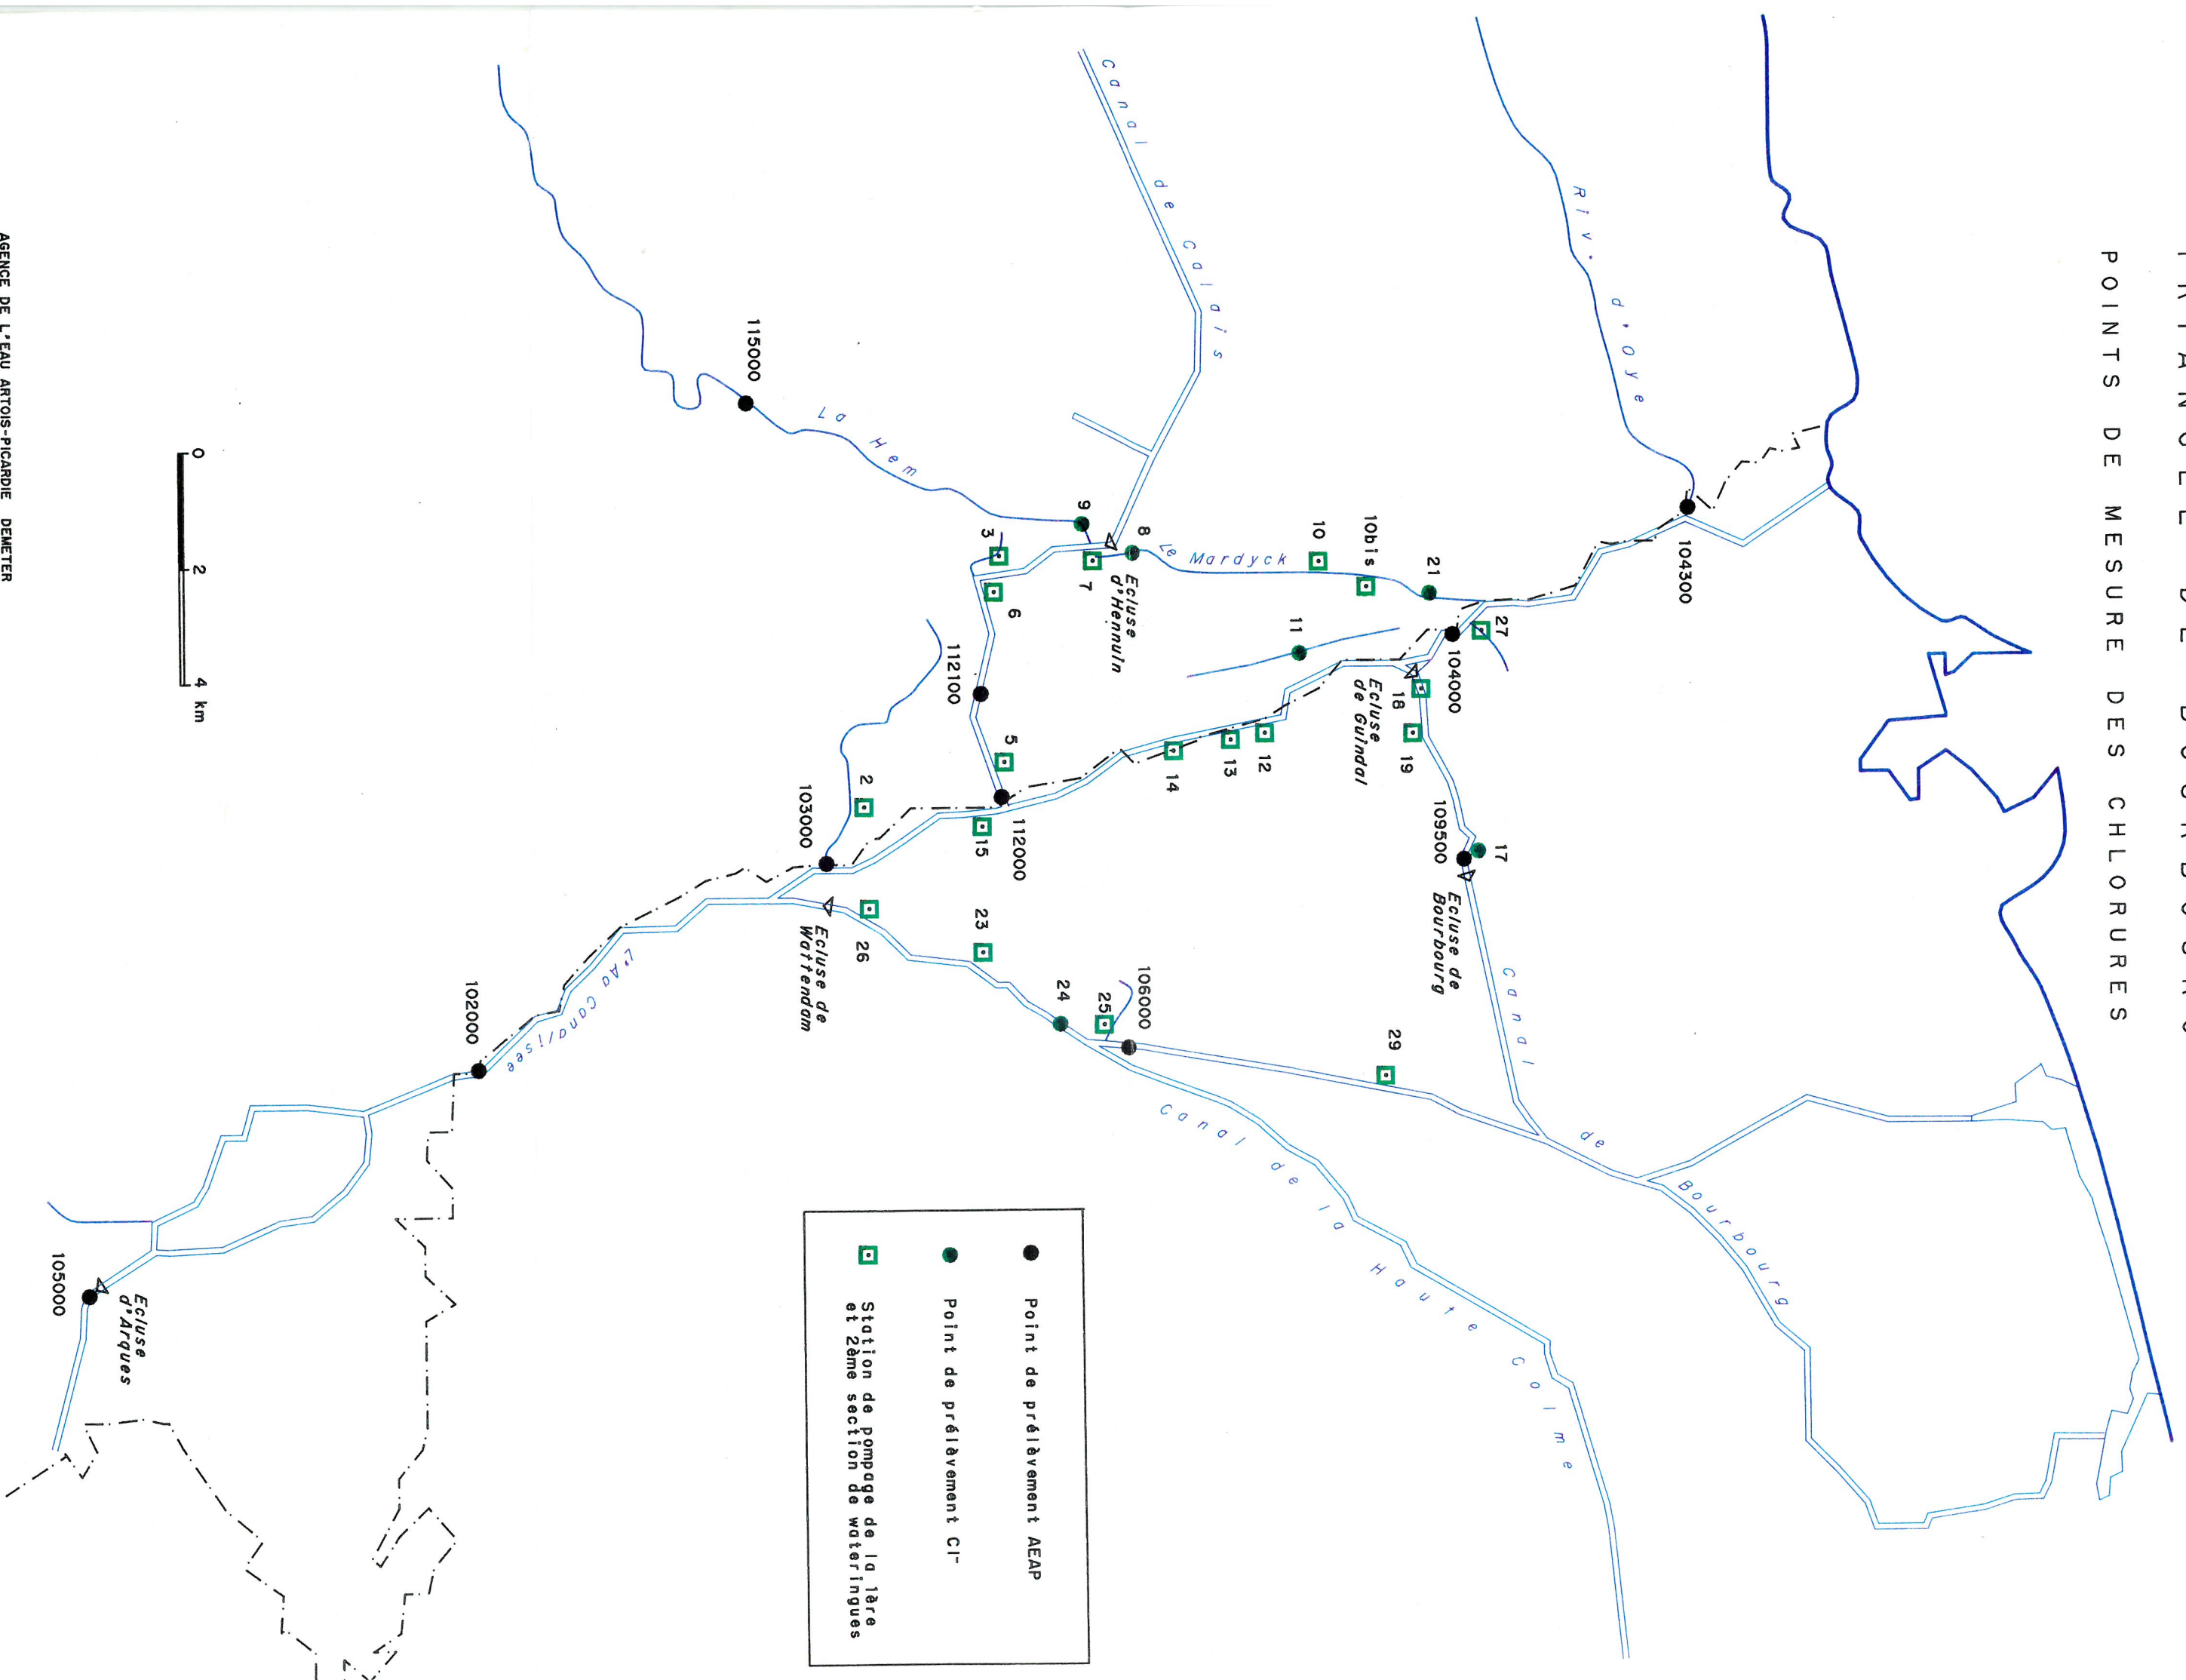 POINTS DE MESURE DES CHLORURES
Riv. d'Oye
104300
Canal de Calais
21
27
10bis
10
104000
11
18
Ecluse
de Guindal
19
Le Mardyck
8
Ecluse
d'Hennuin
9
7
12
13
14
17
109500
Ecluse de
Bourbourg
Canal de Bourbourg
3
6
112100
5
112000
15
La Hem
115000
2
103000
26
Ecluse de
Wattendam
23
24
25
106000
29
Canal de la Haute Colme
L'Aa Canalisee
102000
Ecluse
d'Arques
105000
Point de prélèvement AEAP
Point de prélèvement Cl-
Station de pompage de la 1ère
et 2ème section de wateringues
0 2 4 km
AGENCE DE L'EAU ARTOIS-PICARDIE DEMETER